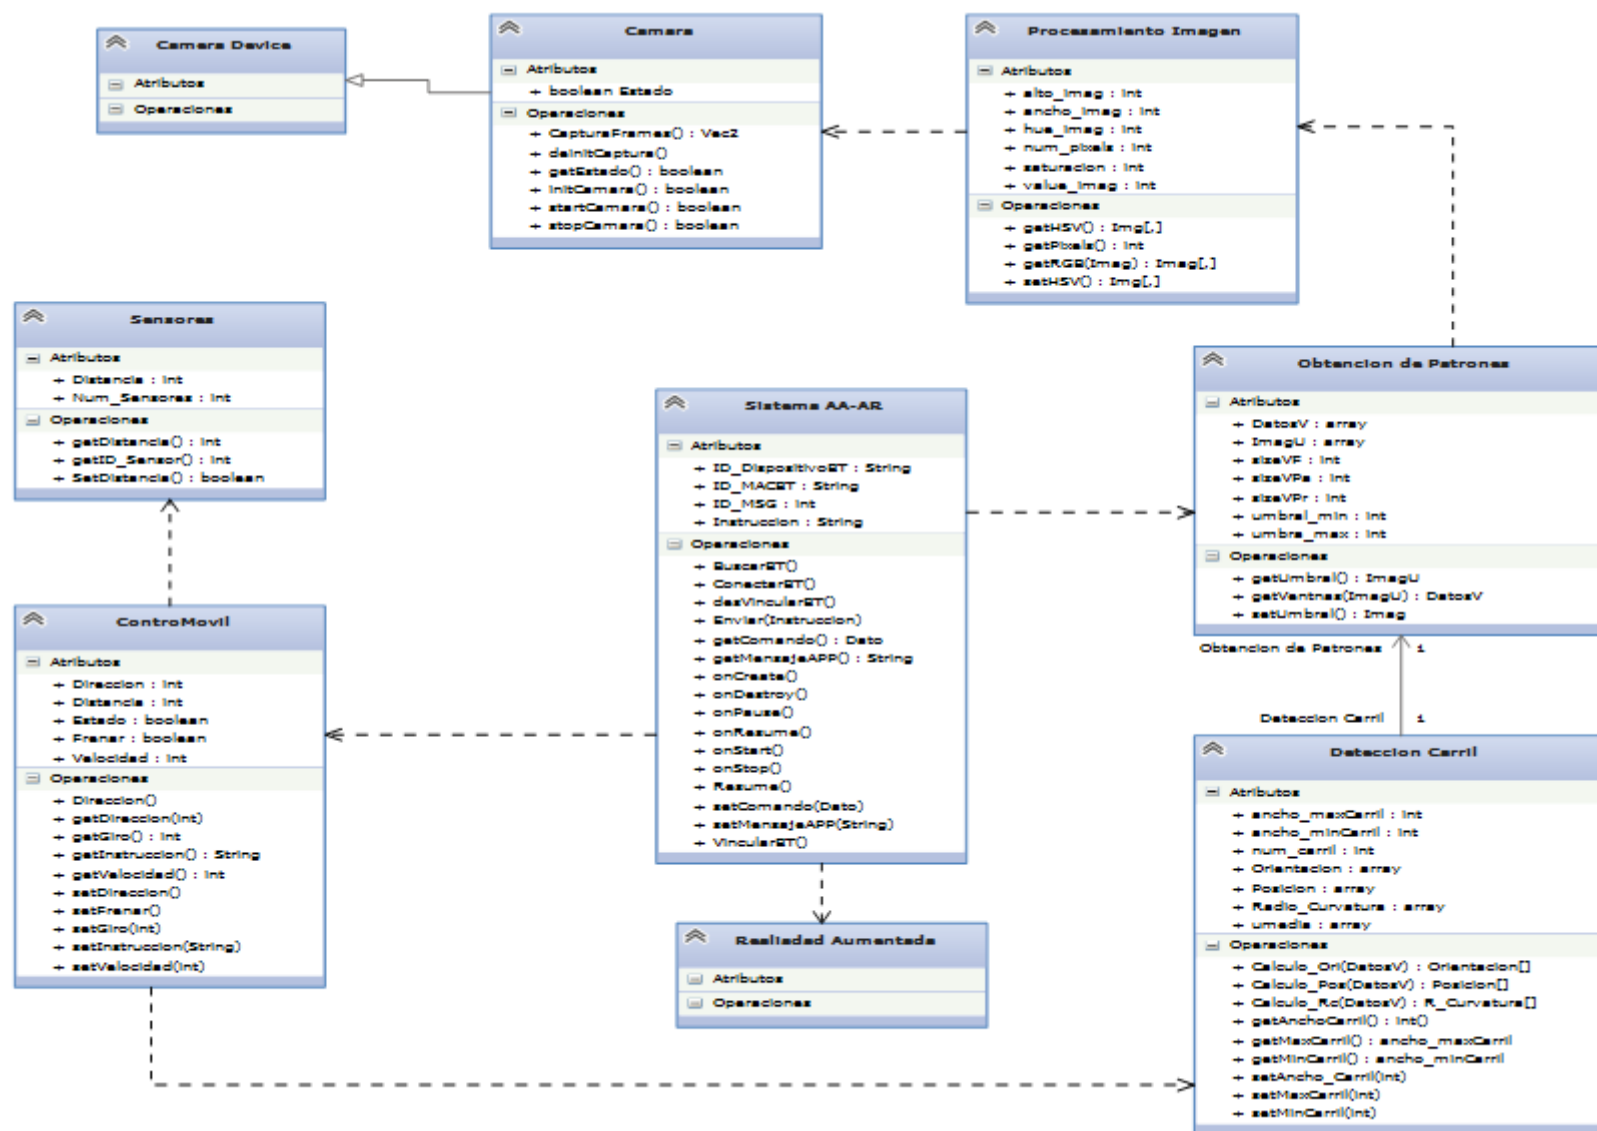 Camara Device
Atributos
Operaciones
Camara
Atributos
+ boolean Estado
Operaciones
+ CapturaFrames() : Vec2
+ deinitCaptura()
+ getEstado() : boolean
+ initCamara() : boolean
+ startCamara() : boolean
+ stopCamara() : boolean
Procesamiento Imagen
Atributos
+ alto_imag : int
+ ancho_imag : int
+ hue_imag : int
+ num_pixels : int
+ saturacion : int
+ value_imag : int
Operaciones
+ getHSV() : Img[,]
+ getPixels() : int
+ getRGB(Imag) : Imag[,]
+ setHSV() : Img[,]
Sensores
Atributos
+ Distancia : int
+ Num_Sensores : int
Operaciones
+ getDistancia() : int
+ getID_Sensor() : int
+ SetDistancia() : boolean
Sistema AA-AR
Atributos
+ ID_DispositivoBT : String
+ ID_MACBT : String
+ ID_MSG : int
+ Instruccion : String
Operaciones
+ BuscarBT()
+ ConectarBT()
+ desVincularBT()
+ Enviar(Instruccion)
+ getComando() : Dato
+ getMensajeAPP() : String
+ onCreate()
+ onDestroy()
+ onPause()
+ onResume()
+ onStart()
+ onStop()
+ Resume()
+ setComando(Dato)
+ setMensajeAPP(String)
+ VincularBT()
Obtencion de Patrones
Atributos
+ DatosV : array
+ ImagU : array
+ sizeVF : int
+ sizeVPa : int
+ sizeVPr : int
+ umbral_min : int
+ umbra_max : int
Operaciones
+ getUmbral() : ImagU
+ getVentnas(ImagU) : DatosV
+ setUmbral() : Imag
Obtencion de Patrones 1
Deteccion Carril 1
ControMovil
Atributos
+ Direccion : int
+ Distancia : int
+ Estado : boolean
+ Frenar : boolean
+ Velocidad : int
Operaciones
+ Direccion()
+ getDireccion(int)
+ getGiro() : int
+ getInstruccion() : String
+ getVelocidad() : int
+ setDireccion()
+ setFrenar()
+ setGiro(int)
+ setInstruccion(String)
+ setVelocidad(int)
Realiadad Aumentada
Atributos
Operaciones
Deteccion Carril
Atributos
+ ancho_maxCarril : int
+ ancho_minCarril : int
+ num_carril : int
+ Orientacion : array
+ Posicion : array
+ Radio_Curvatura : array
+ umedia : array
Operaciones
+ Calculo_Ori(DatosV) : Orientacion[]
+ Calculo_Pos(DatosV) : Posicion[]
+ Calculo_Rc(DatosV) : R_Curvatura[]
+ getAnchoCarril() : int()
+ getMaxCarril() : ancho_maxCarril
+ getMinCarril() : ancho_minCarril
+ setAncho_Carril(int)
+ setMaxCarril(int)
+ setMinCarril(int)